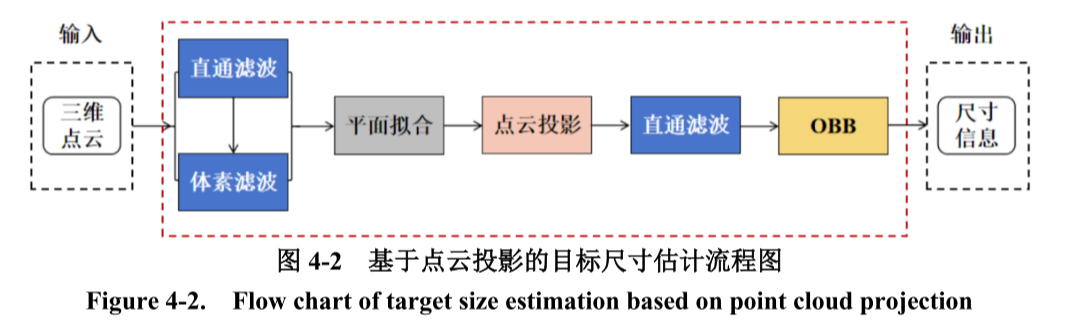 输入
三维
点云
直通滤波
体素滤波
平面拟合
点云投影
直通滤波
OBB
输出
尺寸
信息
图 4-2 基于点云投影的目标尺寸估计流程图
Figure 4-2. Flow chart of target size estimation based on point cloud projection